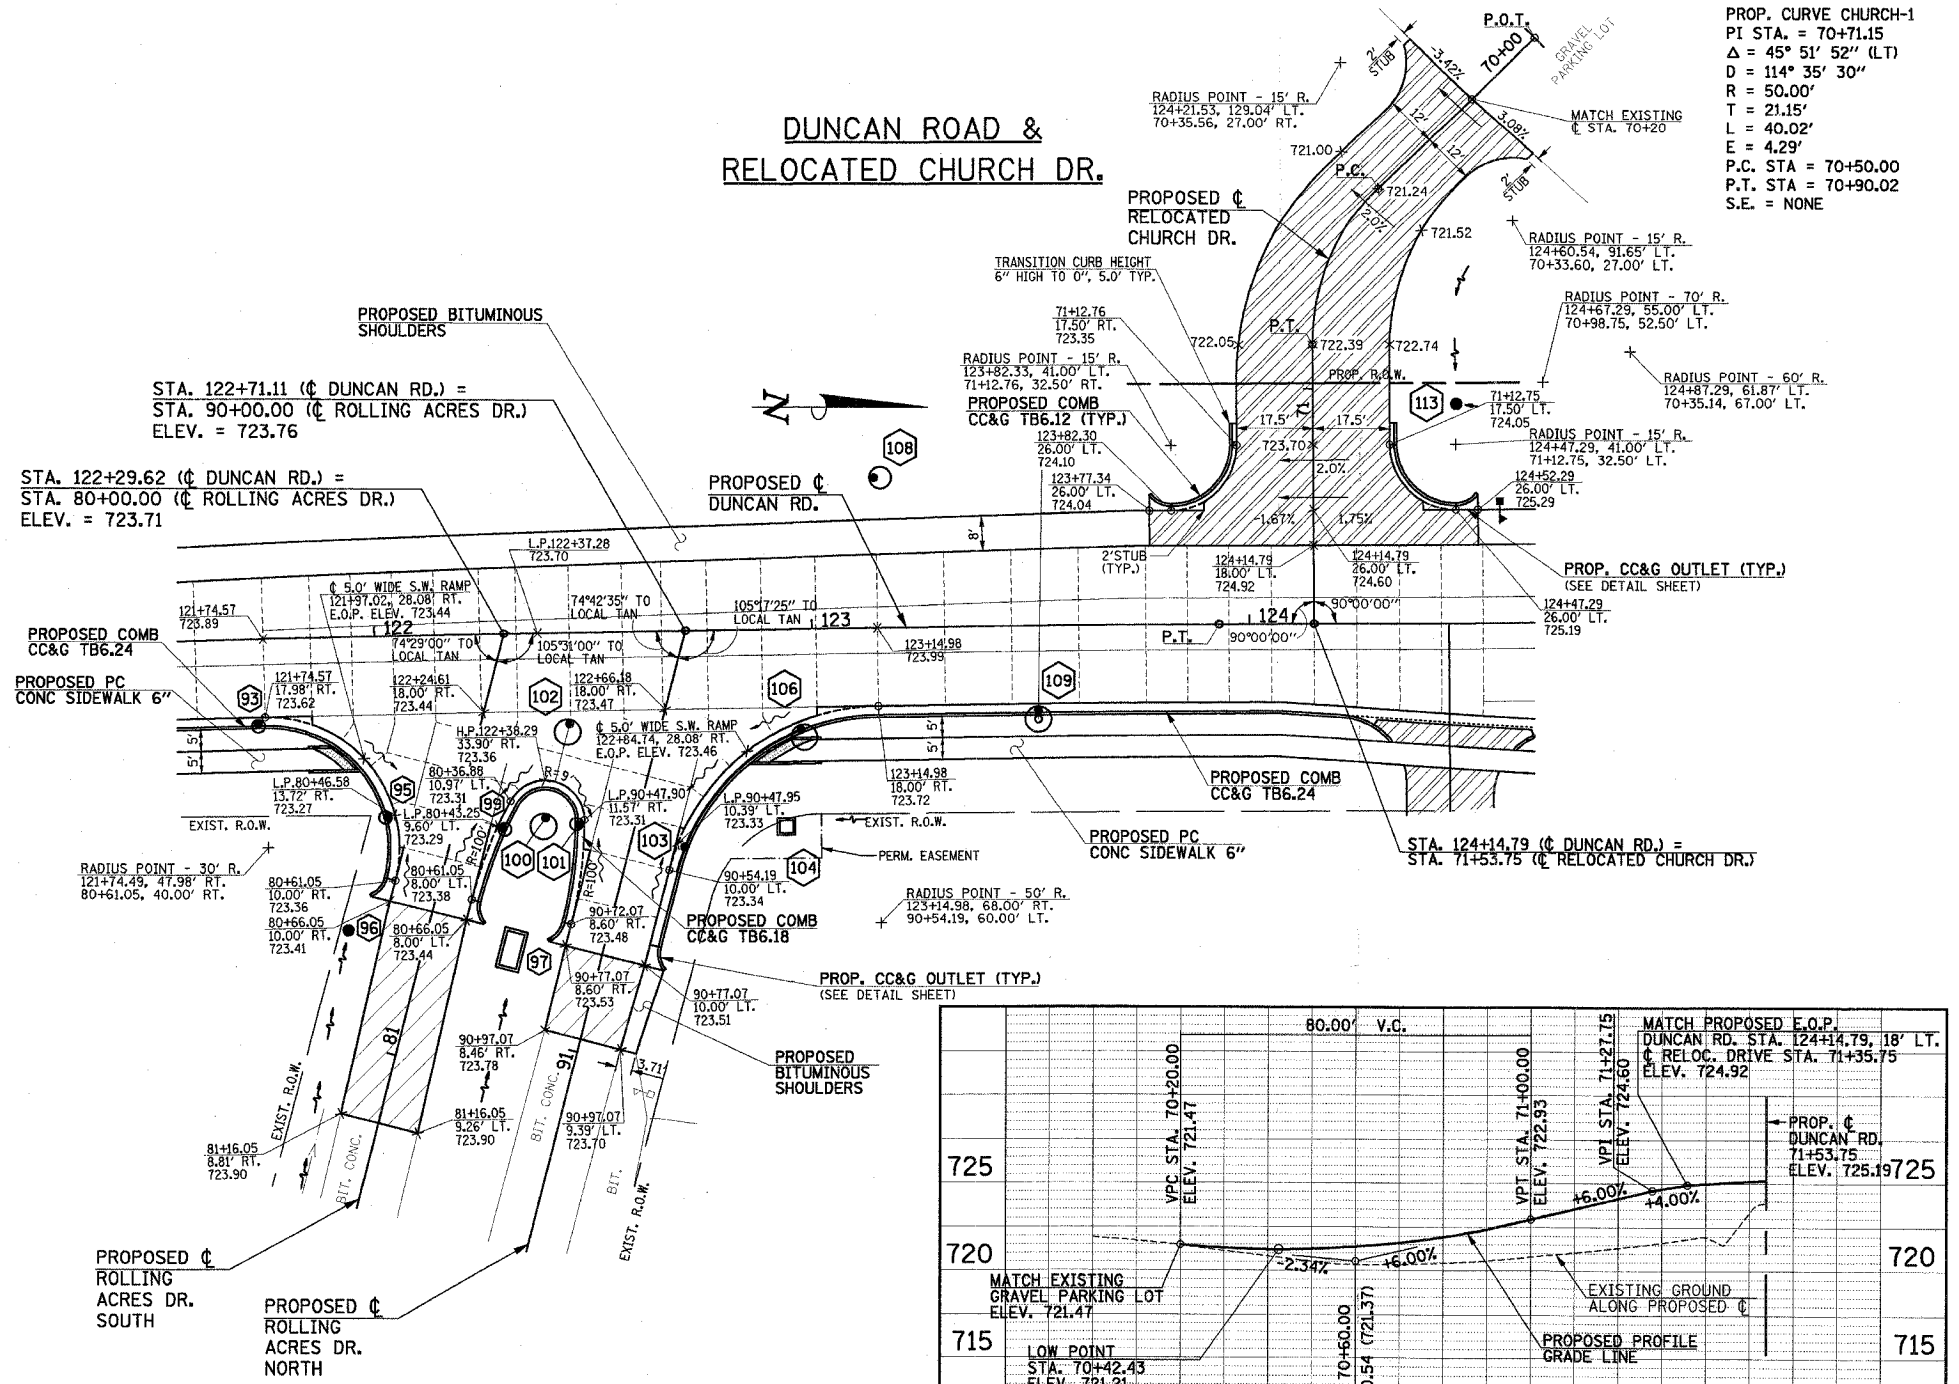 DUNCAN ROAD &
RELOCATED CHURCH DR.
PROP. CURVE CHURCH-1
PI STA. = 70+71.15
Δ = 45° 51' 52" (LT)
D = 114° 35' 30"
R = 50.00'
T = 21.15'
L = 40.02'
E = 4.29'
P.C. STA = 70+50.00
P.T. STA = 70+90.02
S.E. = NONE
P.O.T.
70+00
GRAVEL
PARKING LOT
2'
STUB
-3.42%
3.08%
12'
12'
2'
STUB
MATCH EXISTING
℄ STA. 70+20
RADIUS POINT - 15' R.
124+21.53, 129.04' LT.
70+35.56, 27.00' RT.
721.00
P.C.
721.24
2.0%
721.52
PROPOSED ℄
RELOCATED
CHURCH DR.
RADIUS POINT - 15' R.
124+60.54, 91.65' LT.
70+33.60, 27.00' LT.
TRANSITION CURB HEIGHT
6" HIGH TO 0", 5.0' TYP.
RADIUS POINT - 70' R.
124+67.29, 55.00' LT.
70+98.75, 52.50' LT.
71+12.76
17.50' RT.
723.35
722.05
P.T.
722.39
722.74
PROP. R.O.W.
RADIUS POINT - 15' R.
123+82.33, 41.00' LT.
71+12.76, 32.50' RT.
RADIUS POINT - 60' R.
124+87.29, 61.87' LT.
70+35.14, 67.00' LT.
PROPOSED COMB
CC&G TB6.12 (TYP.)
113
71+12.75
17.50' LT.
724.05
71
17.5'
17.5'
723.70
2.0%
RADIUS POINT - 15' R.
124+47.29, 41.00' LT.
71+12.75, 32.50' LT.
123+82.30
26.00' LT.
724.10
123+77.34
26.00' LT.
724.04
124+52.29
26.00' LT.
725.29
-1.67%
1.75%
PROPOSED BITUMINOUS
SHOULDERS
STA. 122+71.11 (℄ DUNCAN RD.) =
STA. 90+00.00 (℄ ROLLING ACRES DR.)
ELEV. = 723.76
N
108
STA. 122+29.62 (℄ DUNCAN RD.) =
STA. 80+00.00 (℄ ROLLING ACRES DR.)
ELEV. = 723.71
PROPOSED ℄
DUNCAN RD.
L.P.122+37.28
723.70
8'
2'STUB
(TYP.)
124+14.79
18.00' LT.
724.92
124+14.79
26.00' LT.
724.60
PROP. CC&G OUTLET (TYP.)
(SEE DETAIL SHEET)
124+47.29
26.00' LT.
725.19
℄ 5.0' WIDE S.W. RAMP
121+97.02, 28.08' RT.
E.O.P. ELEV. 723.44
121+74.57
723.89
122
74°42'35" TO
LOCAL TAN
105°17'25" TO
LOCAL TAN
123
124
90°00'00"
90°00'00"
P.T.
PROPOSED COMB
CC&G TB6.24
74°29'00" TO
LOCAL TAN
105°31'00" TO
LOCAL TAN
123+14.98
723.99
PROPOSED PC
CONC SIDEWALK 6"
93
121+74.57
17.98' RT.
723.62
122+24.61
18.00' RT.
723.44
102
122+66.18
18.00' RT.
723.47
106
109
5'
5'
H.P.122+38.29
33.90' RT.
723.36
℄ 5.0' WIDE S.W. RAMP
122+84.74, 28.08' RT.
E.O.P. ELEV. 723.46
5'
5'
L.P.80+46.58
13.72' RT.
723.27
95
80+36.88
10.97' LT.
723.31
R=9'
99
L.P.90+47.90
11.57' RT.
723.31
L.P.90+47.95
10.39' LT.
723.33
123+14.98
18.00' RT.
723.72
PROPOSED COMB
CC&G TB6.24
EXIST. R.O.W.
L.P.80+43.25
9.60' LT.
723.29
R=100'
100
101
R=100'
103
EXIST. R.O.W.
PERM. EASEMENT
104
PROPOSED PC
CONC SIDEWALK 6"
STA. 124+14.79 (℄ DUNCAN RD.) =
STA. 71+53.75 (℄ RELOCATED CHURCH DR.)
RADIUS POINT - 30' R.
121+74.49, 47.98' RT.
80+61.05, 40.00' RT.
80+61.05
10.00' RT.
723.36
80+61.05
8.00' LT.
723.38
90+54.19
10.00' LT.
723.34
RADIUS POINT - 50' R.
123+14.98, 68.00' RT.
90+54.19, 60.00' LT.
80+66.05
10.00' RT.
723.41
96
80+66.05
8.00' LT.
723.44
90+72.07
8.60' RT.
723.48
PROPOSED COMB
CC&G TB6.18
97
90+77.07
8.60' RT.
723.53
PROP. CC&G OUTLET (TYP.)
(SEE DETAIL SHEET)
90+77.07
10.00' LT.
723.51
81
90+97.07
8.46' RT.
723.78
91
3.71'
PROPOSED
BITUMINOUS
SHOULDERS
EXIST. R.O.W.
81+16.05
8.81' RT.
723.90
BIT. CONC.
81+16.05
9.26' LT.
723.90
BIT. CONC.
90+97.07
9.39' LT.
723.70
BIT.
EXIST. R.O.W.
PROPOSED ℄
ROLLING
ACRES DR.
SOUTH
PROPOSED ℄
ROLLING
ACRES DR.
NORTH
80.00' V.C.
VPC STA. 70+20.00
ELEV. 721.47
VPT STA. 71+00.00
ELEV. 722.93
VPI STA. 71+27.75
ELEV. 724.60
MATCH PROPOSED E.O.P.
DUNCAN RD. STA. 124+14.79, 18' LT.
℄ RELOC. DRIVE STA. 71+35.75
ELEV. 724.92
PROP. ℄
DUNCAN RD.
71+53.75
ELEV. 725.19
725
725
+6.00%
+4.00%
720
-2.34%
+6.00%
720
MATCH EXISTING
GRAVEL PARKING LOT
ELEV. 721.47
EXISTING GROUND
ALONG PROPOSED ℄
715
PROPOSED PROFILE
GRADE LINE
715
LOW POINT
STA. 70+42.43
ELEV. 721.21
70+60.00
0.54 (721.37)